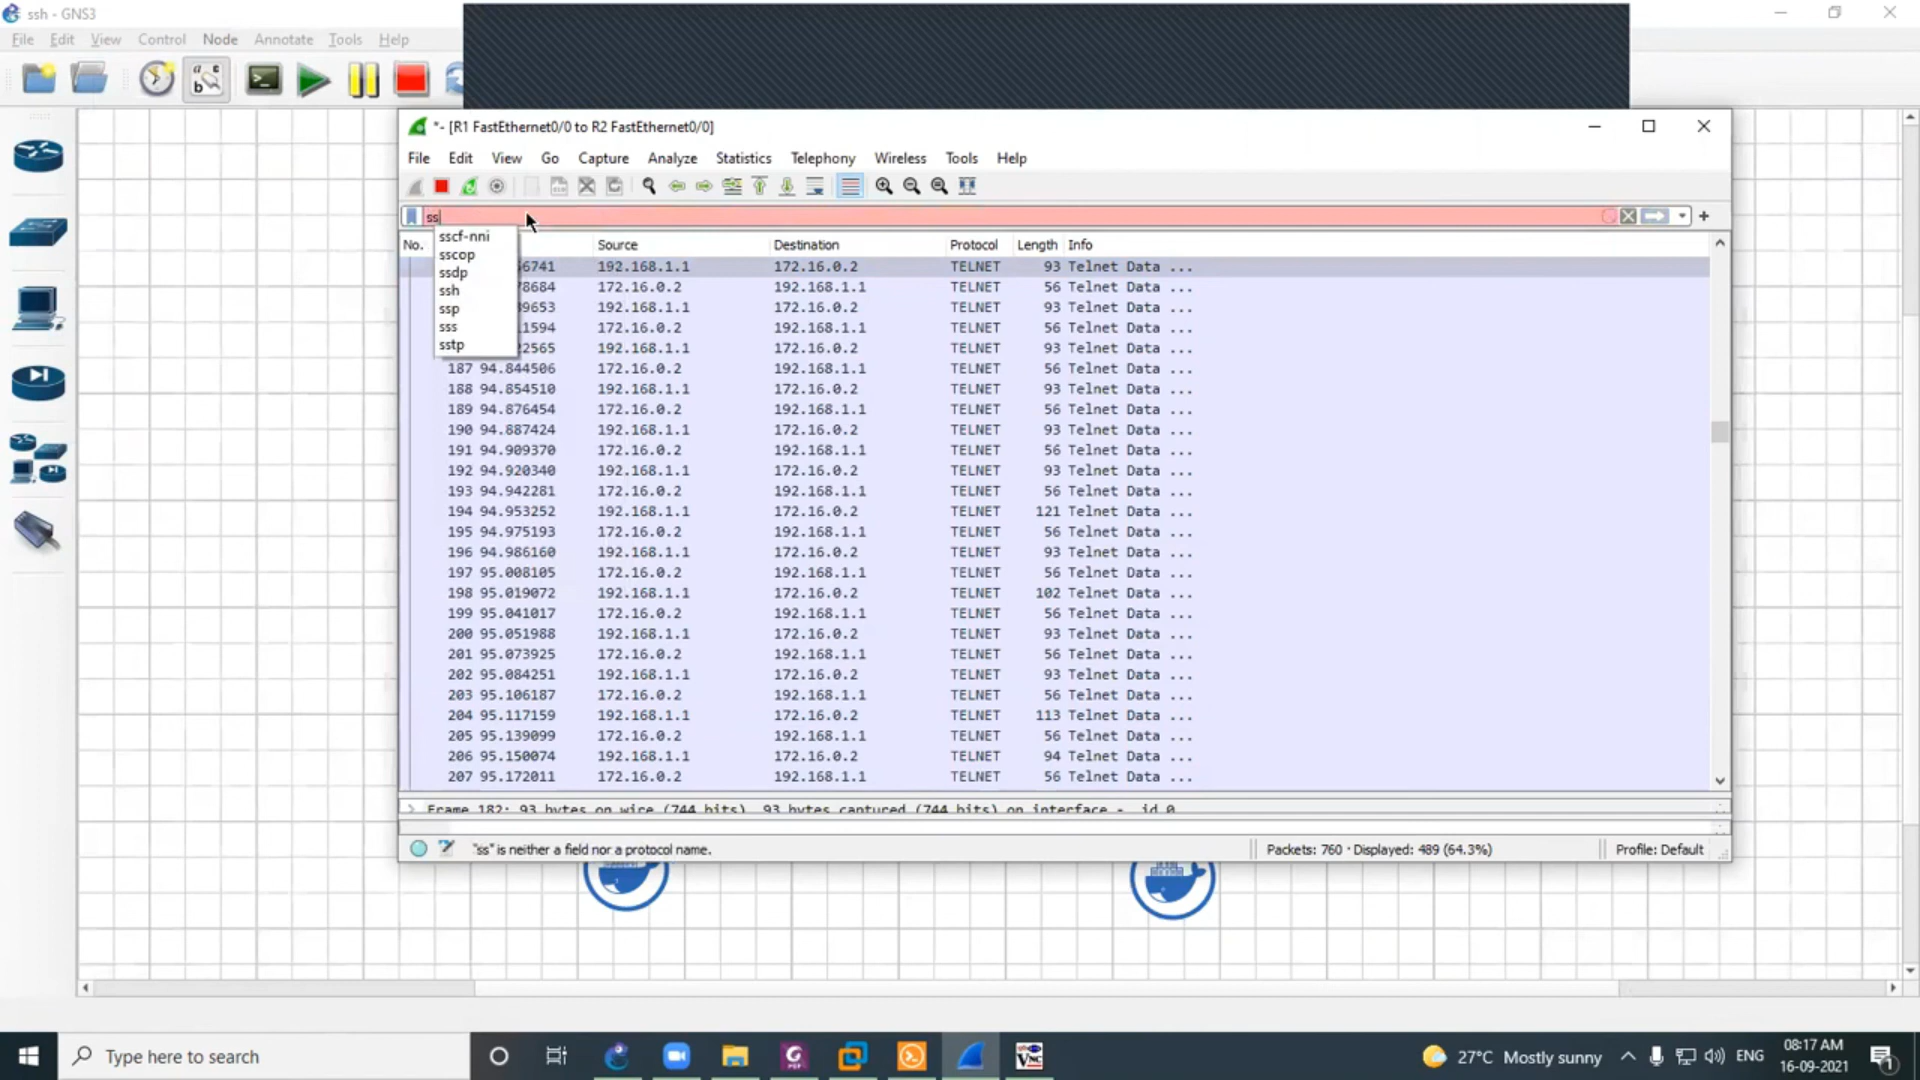 ssh - GNS3
File Edit View Control Node Annotate Tools Help
*- [R1 FastEthernet0/0 to R2 FastEthernet0/0]
File Edit View Go Capture Analyze Statistics Telephony Wireless Tools Help
ss
sscf-nni
sscop
ssdp
ssh
ssp
sss
sstp
No. Source Destination Protocol Length Info
56741 192.168.1.1 172.16.0.2 TELNET 93 Telnet Data ...
78684 172.16.0.2 192.168.1.1 TELNET 56 Telnet Data ...
89653 192.168.1.1 172.16.0.2 TELNET 93 Telnet Data ...
11594 172.16.0.2 192.168.1.1 TELNET 56 Telnet Data ...
22565 192.168.1.1 172.16.0.2 TELNET 93 Telnet Data ...
187 94.844506 172.16.0.2 192.168.1.1 TELNET 56 Telnet Data ...
188 94.854510 192.168.1.1 172.16.0.2 TELNET 93 Telnet Data ...
189 94.876454 172.16.0.2 192.168.1.1 TELNET 56 Telnet Data ...
190 94.887424 192.168.1.1 172.16.0.2 TELNET 93 Telnet Data ...
191 94.909370 172.16.0.2 192.168.1.1 TELNET 56 Telnet Data ...
192 94.920340 192.168.1.1 172.16.0.2 TELNET 93 Telnet Data ...
193 94.942281 172.16.0.2 192.168.1.1 TELNET 56 Telnet Data ...
194 94.953252 192.168.1.1 172.16.0.2 TELNET 121 Telnet Data ...
195 94.975193 172.16.0.2 192.168.1.1 TELNET 56 Telnet Data ...
196 94.986160 192.168.1.1 172.16.0.2 TELNET 93 Telnet Data ...
197 95.008105 172.16.0.2 192.168.1.1 TELNET 56 Telnet Data ...
198 95.019072 192.168.1.1 172.16.0.2 TELNET 102 Telnet Data ...
199 95.041017 172.16.0.2 192.168.1.1 TELNET 56 Telnet Data ...
200 95.051988 192.168.1.1 172.16.0.2 TELNET 93 Telnet Data ...
201 95.073925 172.16.0.2 192.168.1.1 TELNET 56 Telnet Data ...
202 95.084251 192.168.1.1 172.16.0.2 TELNET 93 Telnet Data ...
203 95.106187 172.16.0.2 192.168.1.1 TELNET 56 Telnet Data ...
204 95.117159 192.168.1.1 172.16.0.2 TELNET 113 Telnet Data ...
205 95.139099 172.16.0.2 192.168.1.1 TELNET 56 Telnet Data ...
206 95.150074 192.168.1.1 172.16.0.2 TELNET 94 Telnet Data ...
207 95.172011 172.16.0.2 192.168.1.1 TELNET 56 Telnet Data ...
Frame 182: 93 bytes on wire (744 bits), 93 bytes captured (744 bits) on interface -, id 0
"ss" is neither a field nor a protocol name. Packets: 760 · Displayed: 489 (64.3%) Profile: Default
Type here to search
27°C Mostly sunny
ENG
08:17 AM
16-09-2021